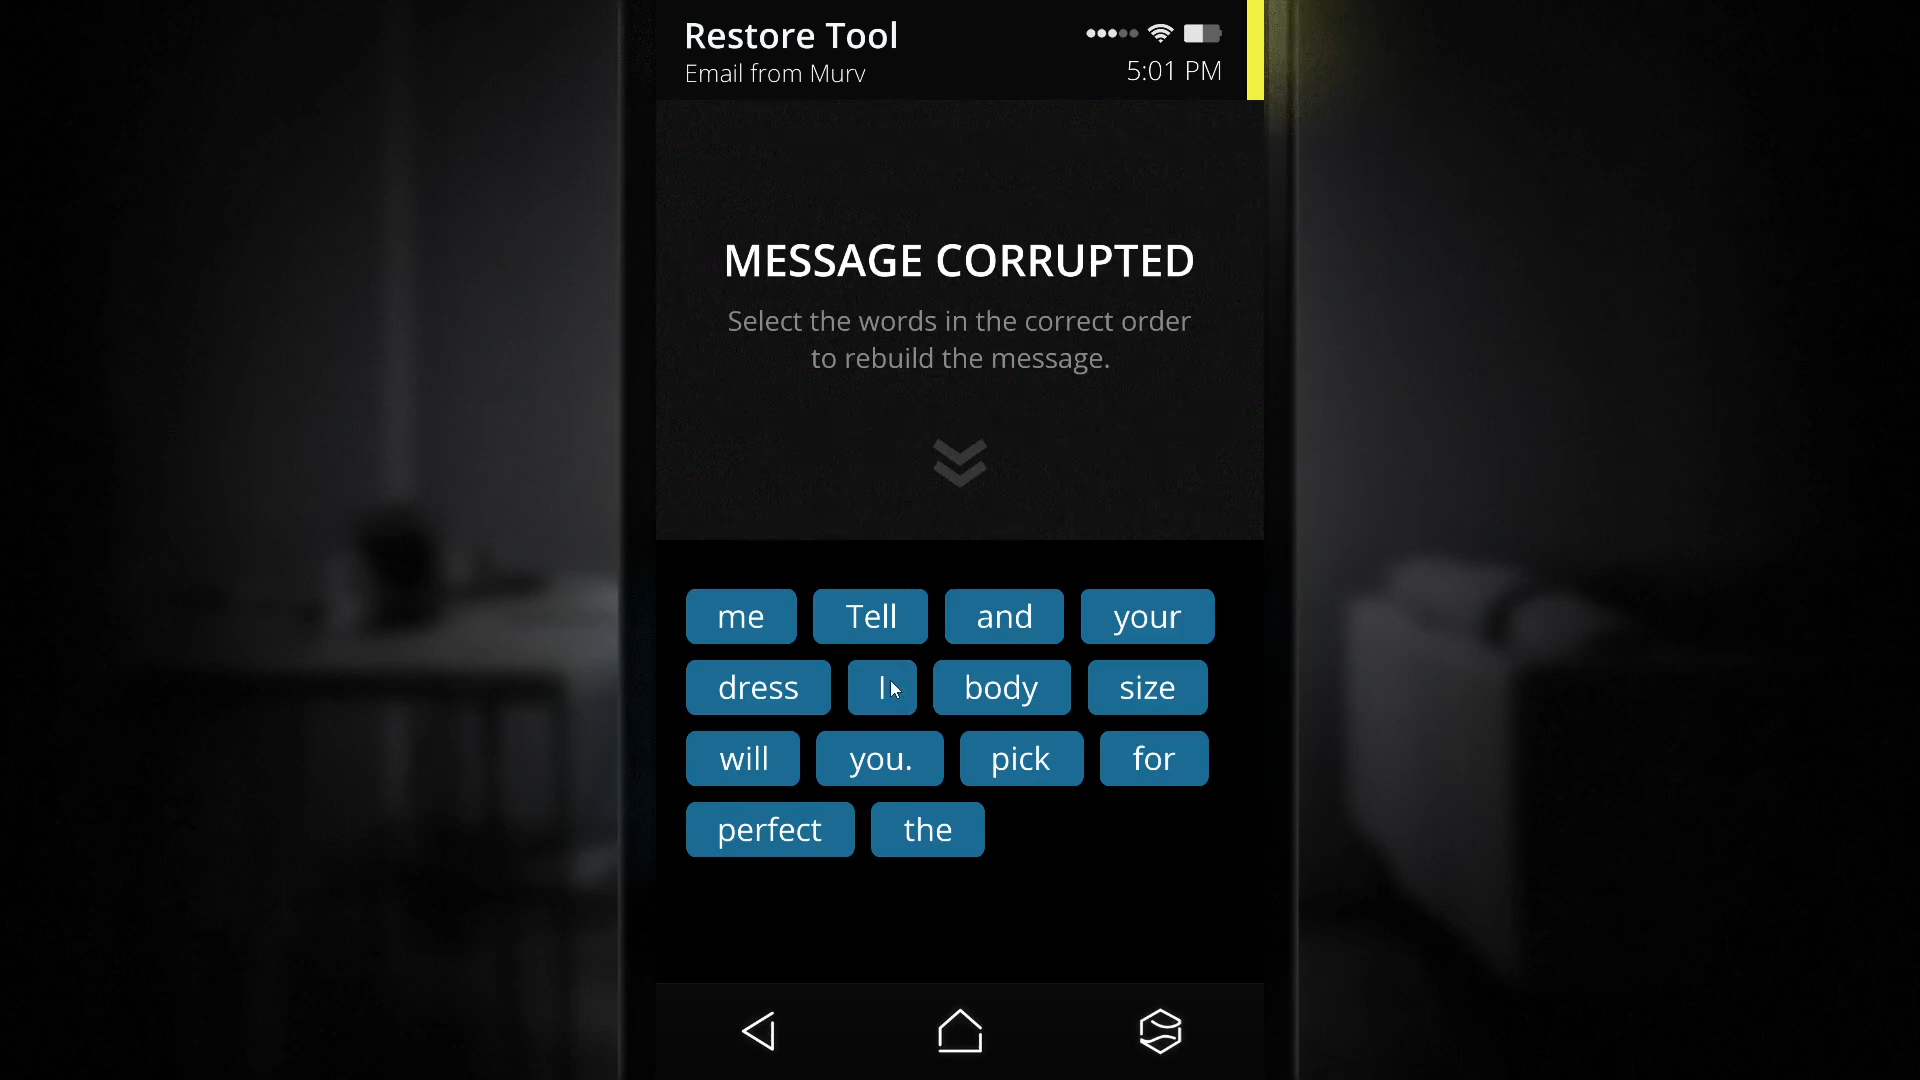 Restore Tool
Email from Murv
5:01 PM
MESSAGE CORRUPTED
Select the words in the correct order
to rebuild the message.
me Tell and your
dress I body size
will you. pick for
perfect the